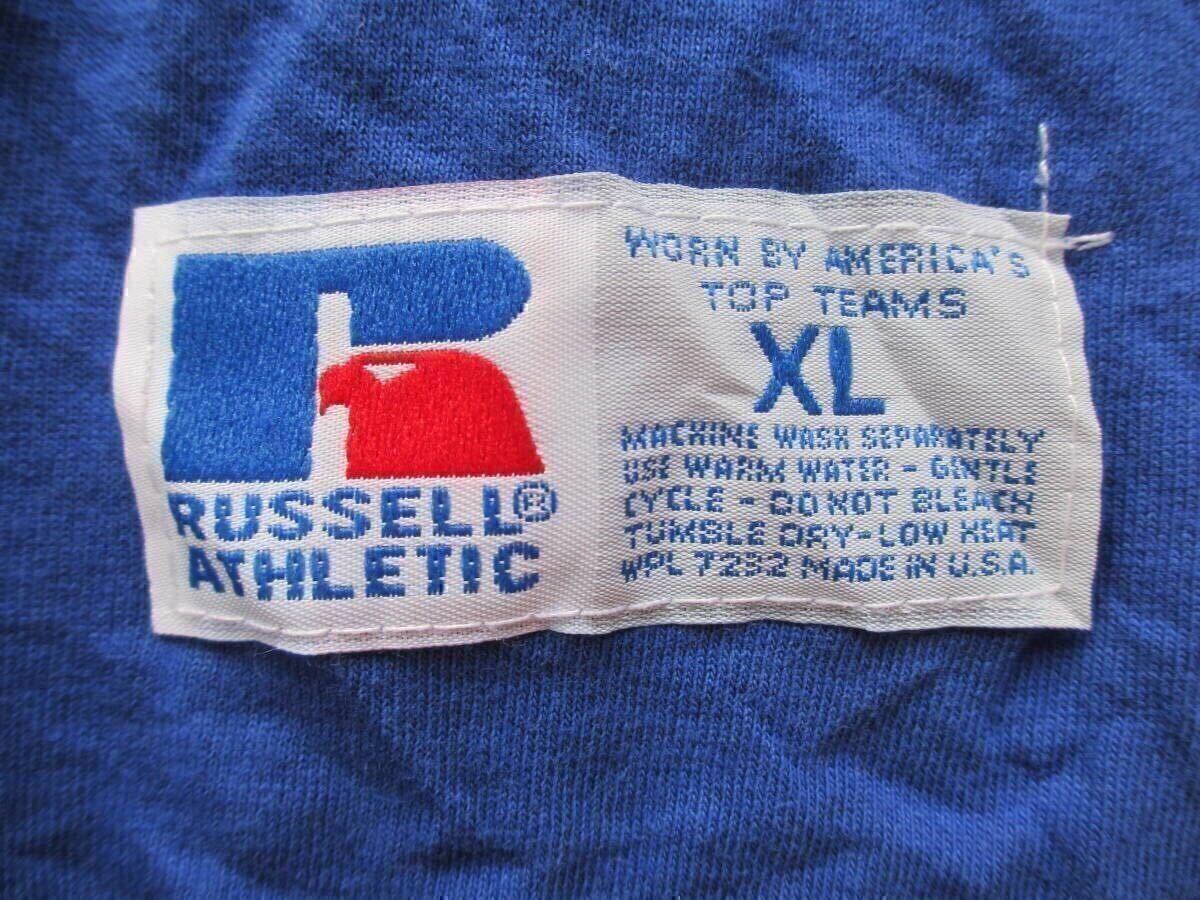 RUSSELL®
ATHLETIC
WORN BY AMERICA'S
TOP TEAMS
XL
MACHINE WASH SEPARATELY
USE WARM WATER - GENTLE
CYCLE - DO NOT BLEACH
TUMBLE DRY - LOW HEAT
WPL 7232 MADE IN U.S.A.